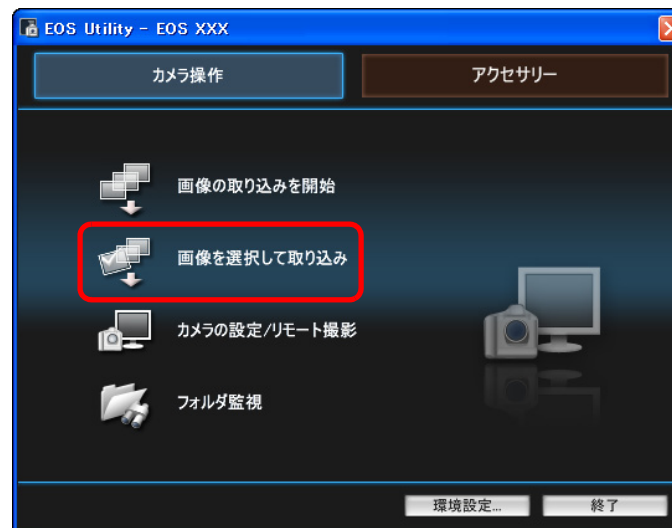 EOS Utility - EOS XXX
カメラ操作
アクセサリー
画像の取り込みを開始
画像を選択して取り込み
カメラの設定/リモート撮影
フォルダ監視
環境設定...
終了